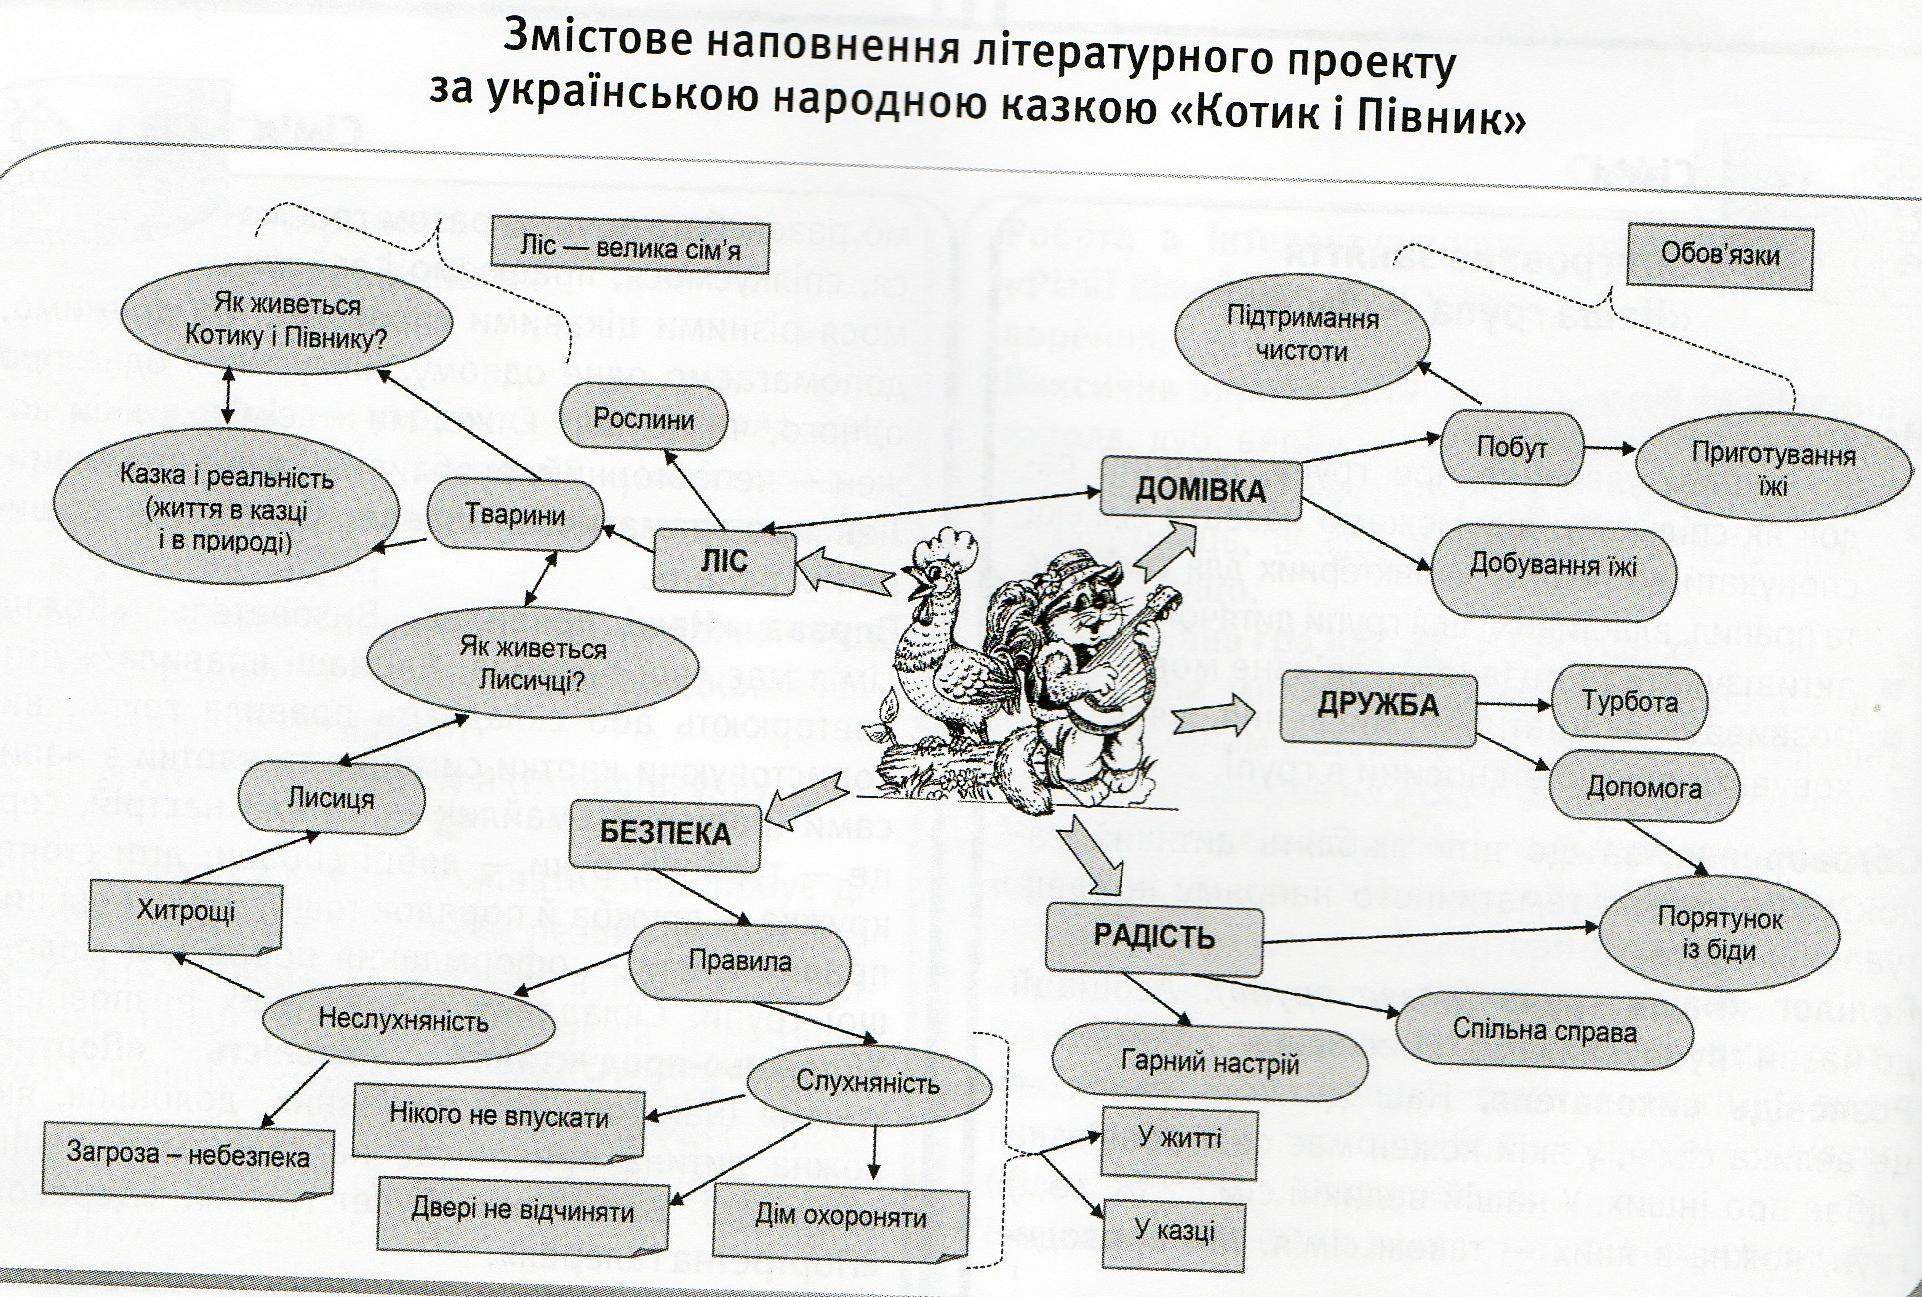 Змістове наповнення літературного проекту
за українською народною казкою «Котик і Півник»
Ліс — велика сім'я
Як живеться
Котику і Півнику?
Рослини
Казка і реальність
(життя в казці
і в природі)
Тварини
ЛІС
Як живеться
Лисичці?
Лисиця
Хитрощі
БЕЗПЕКА
Правила
Неслухняність
Слухняність
Загроза – небезпека
Нікого не впускати
Двері не відчиняти
Дім охороняти
Обов'язки
Підтримання
чистоти
Побут
Приготування
їжі
ДОМІВКА
Добування їжі
ДРУЖБА
Турбота
Допомога
Порятунок
із біди
РАДІСТЬ
Спільна справа
Гарний настрій
У житті
У казці